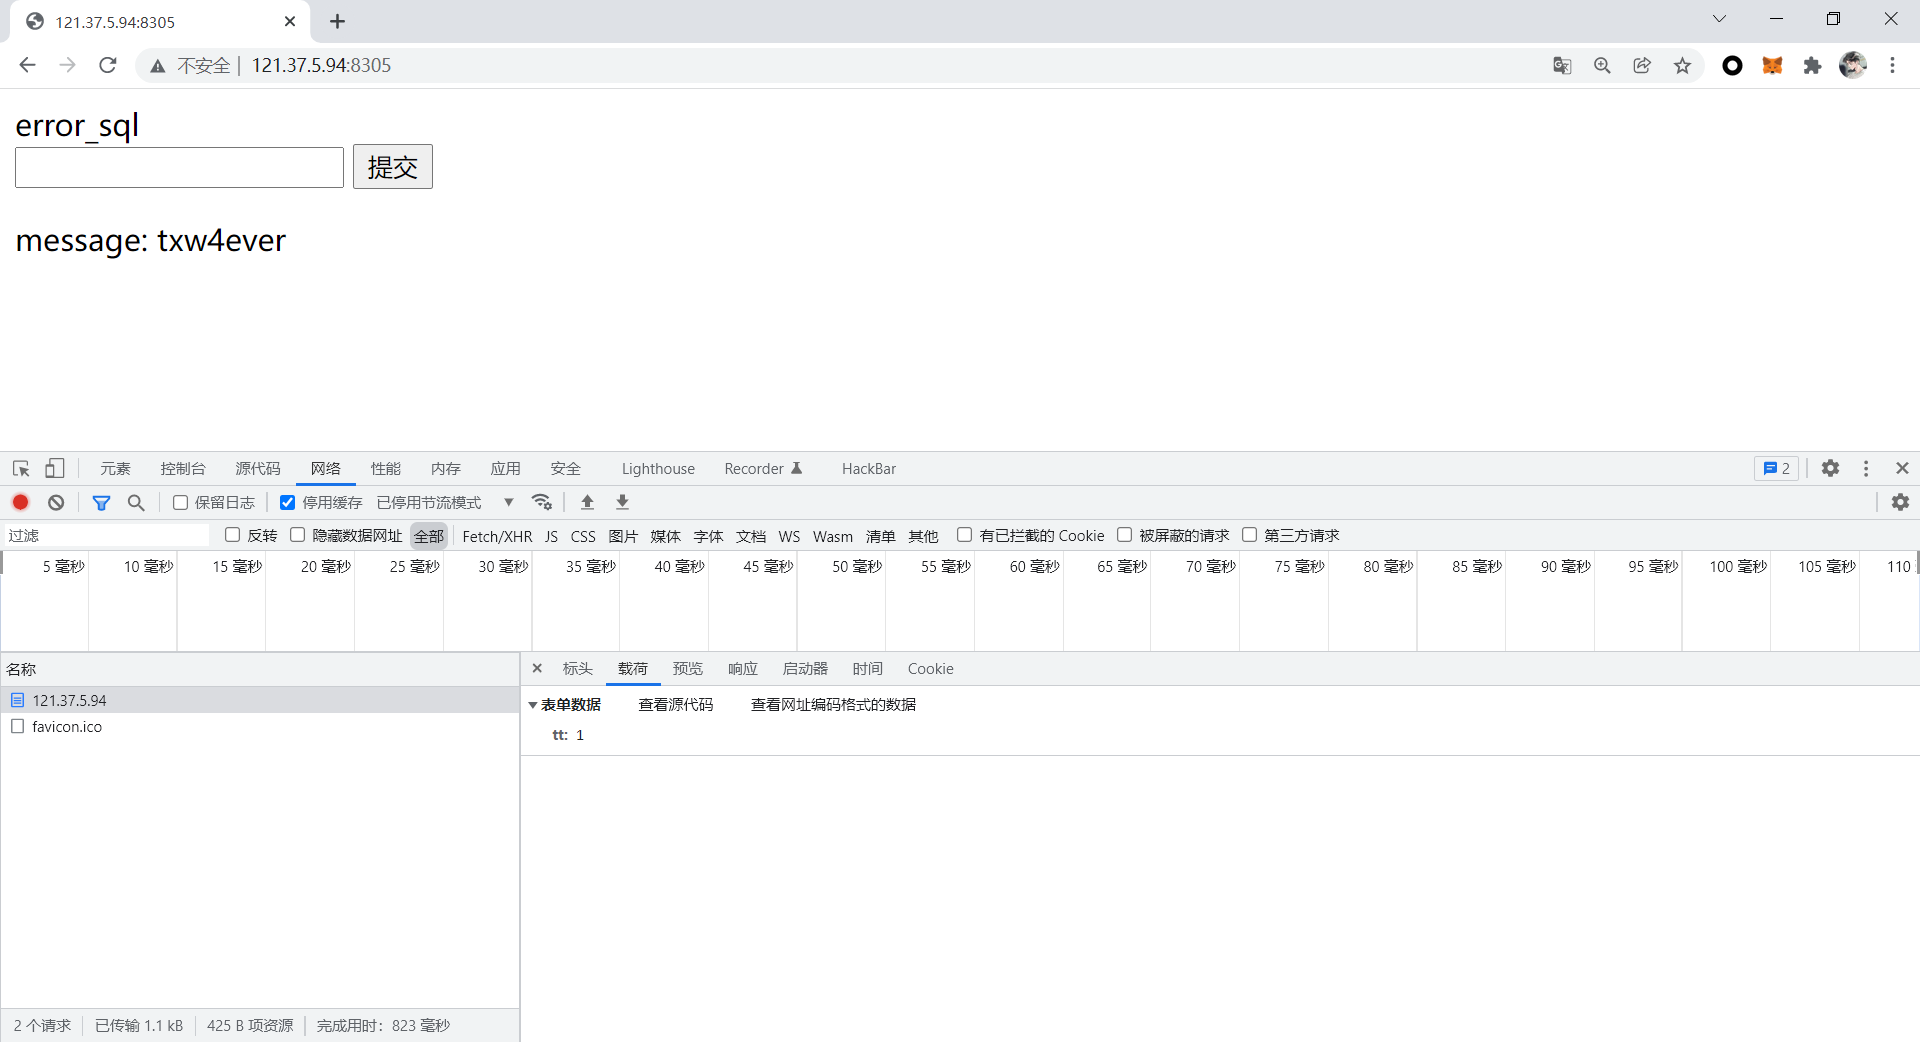 121.37.5.94:8305
不安全 | 121.37.5.94:8305
error_sql
提交
message: txw4ever
元素 控制台 源代码 网络 性能 内存 应用 安全 Lighthouse Recorder HackBar 2
保留日志 停用缓存 已停用节流模式
过滤 反转 隐藏数据网址 全部 Fetch/XHR JS CSS 图片 媒体 字体 文档 WS Wasm 清单 其他 有已拦截的 Cookie 被屏蔽的请求 第三方请求
5 毫秒 10 毫秒 15 毫秒 20 毫秒 25 毫秒 30 毫秒 35 毫秒 40 毫秒 45 毫秒 50 毫秒 55 毫秒 60 毫秒 65 毫秒 70 毫秒 75 毫秒 80 毫秒 85 毫秒 90 毫秒 95 毫秒 100 毫秒 105 毫秒 110
名称
标头 载荷 预览 响应 启动器 时间 Cookie
121.37.5.94
favicon.ico
表单数据 查看源代码 查看网址编码格式的数据
tt: 1
2 个请求 已传输 1.1 kB 425 B 项资源 完成用时：823 毫秒